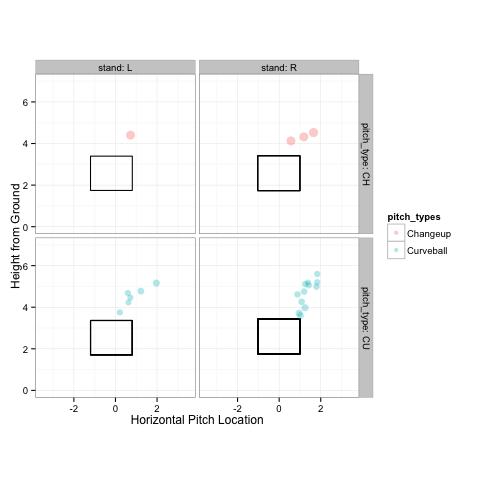 stand: L
stand: R
6
4
2
0
pitch_type: CH
6
4
2
0
pitch_type: CU
Height from Ground
-2
0
2
-2
0
2
Horizontal Pitch Location
pitch_types
Changeup
Curveball